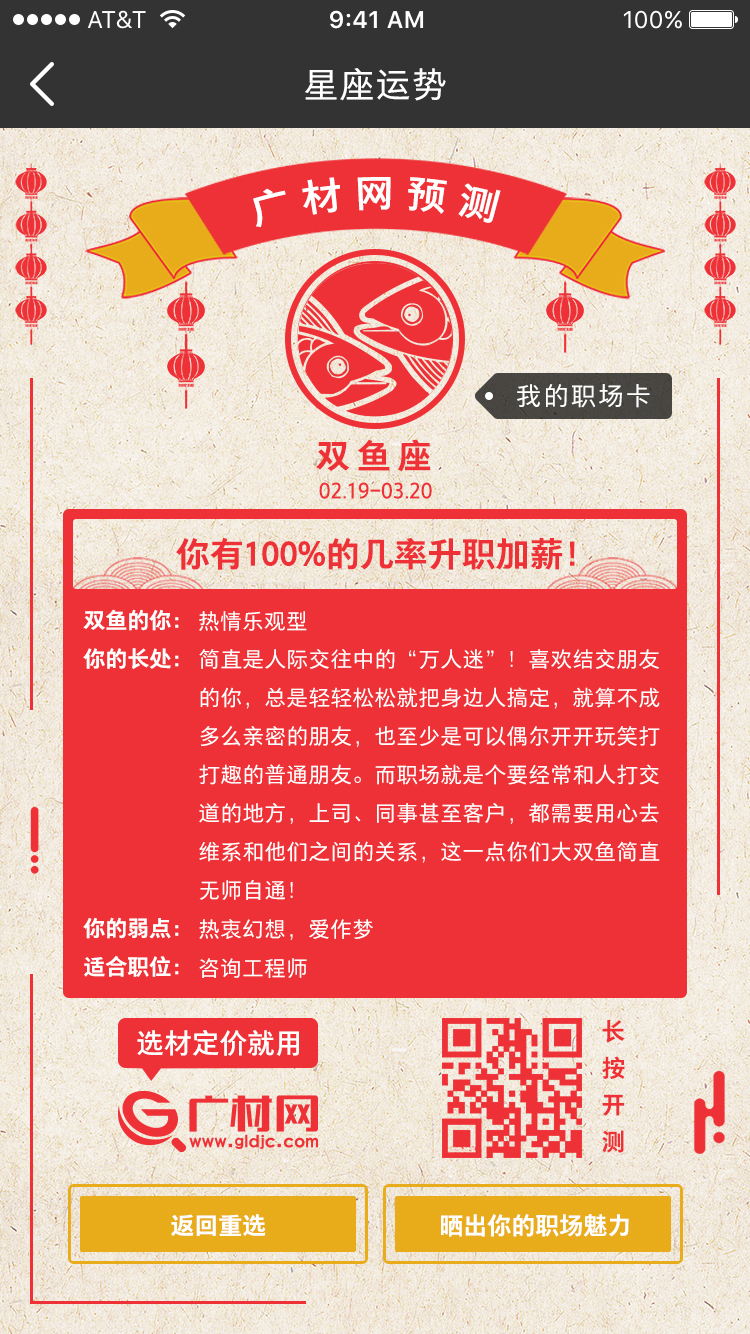 AT&T 9:41 AM 100%
星座运势
广材网预测
我的职场卡
双鱼座
02.19-03.20
你有100%的几率升职加薪！
双鱼的你： 热情乐观型
你的长处： 简直是人际交往中的“万人迷”！喜欢结交朋友
的你，总是轻轻松松就把身边人搞定，就算不成
多么亲密的朋友，也至少是可以偶尔开开玩笑打
打趣的普通朋友。而职场就是个要经常和人打交
道的地方，上司、同事甚至客户，都需要用心去
维系和他们之间的关系，这一点你们大双鱼简直
无师自通！
你的弱点： 热衷幻想，爱作梦
适合职位： 咨询工程师
选材定价就用
广材网
www.gldjc.com
长按开测
返回重选
晒出你的职场魅力